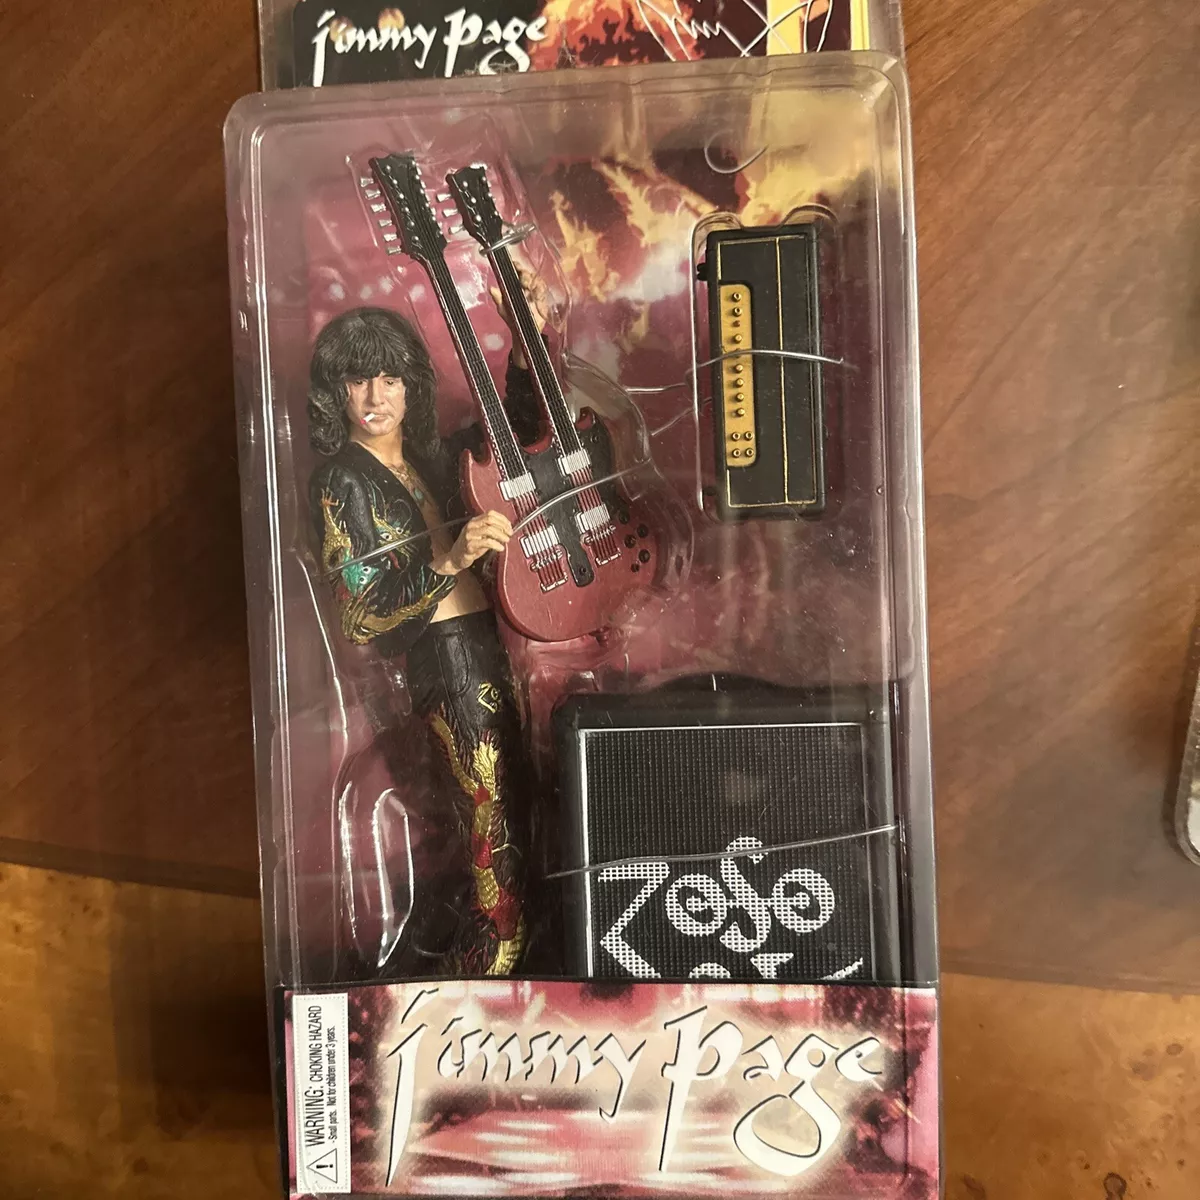 jimmy page
ZOSO
jimmy page
WARNING: CHOKING HAZARD
- Small parts. Not for children under 3 years.